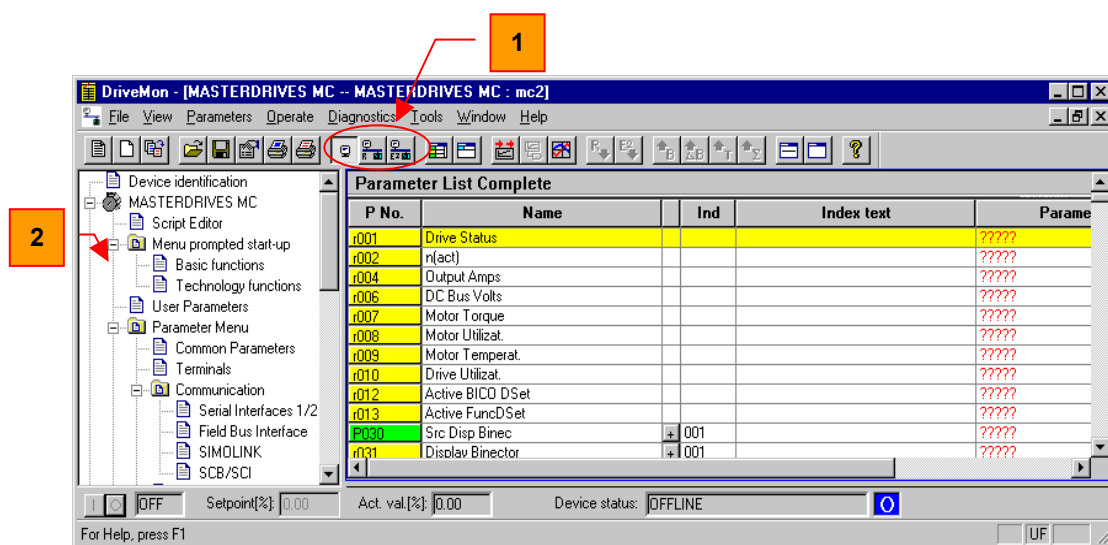 1
DriveMon - [MASTERDRIVES MC -- MASTERDRIVES MC : mc2]
File View Parameters Operate Diagnostics Tools Window Help
2
Device identification
MASTERDRIVES MC
Script Editor
Menu prompted start-up
Basic functions
Technology functions
User Parameters
Parameter Menu
Common Parameters
Terminals
Communication
Serial Interfaces 1/2
Field Bus Interface
SIMOLINK
SCB/SCI
Parameter List Complete
P No. Name Ind Index text Parame
r001 Drive Status ?????
r002 n(act) ?????
r004 Output Amps ?????
r006 DC Bus Volts ?????
r007 Motor Torque ?????
r008 Motor Utilizat. ?????
r009 Motor Temperat. ?????
r010 Drive Utilizat. ?????
r012 Active BICO DSet ?????
r013 Active FuncDSet ?????
P030 Src Disp Binec + 001 ?????
r031 Display Binector + 001 ?????
OFF Setpoint[%]: 0.00 Act. val.[%]: 0.00 Device status: OFFLINE
For Help, press F1 UF